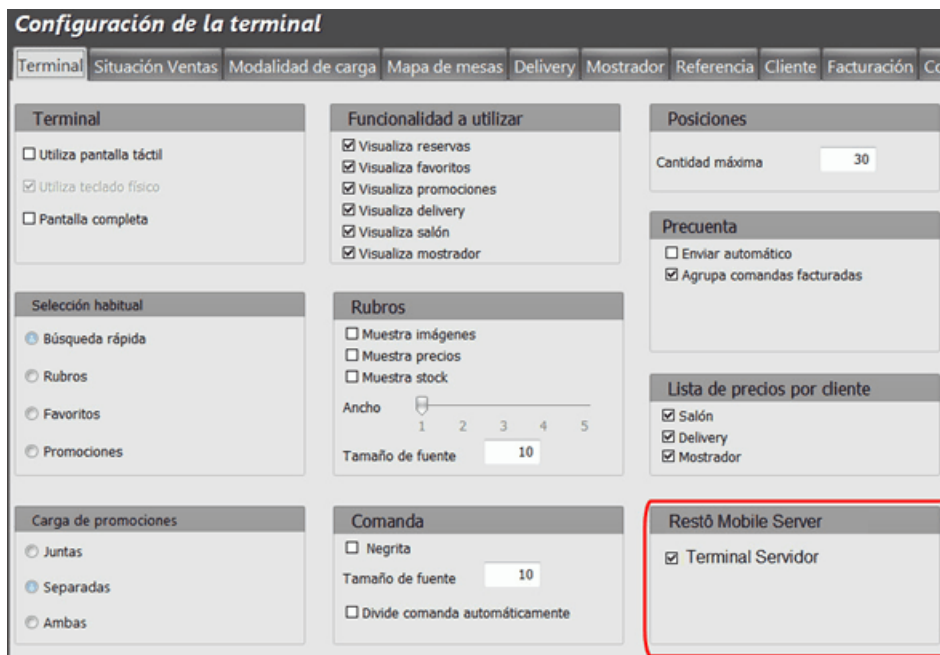 Configuración de la terminal
Terminal Situación Ventas Modalidad de carga Mapa de mesas Delivery Mostrador Referencia Cliente Facturación Co
Terminal
Utiliza pantalla táctil
Utiliza teclado físico
Pantalla completa
Funcionalidad a utilizar
Visualiza reservas
Visualiza favoritos
Visualiza promociones
Visualiza delivery
Visualiza salón
Visualiza mostrador
Posiciones
Cantidad máxima 30
Precuenta
Enviar automático
Agrupa comandas facturadas
Selección habitual
Búsqueda rápida
Rubros
Favoritos
Promociones
Rubros
Muestra imágenes
Muestra precios
Muestra stock
Ancho
1 2 3 4 5
Tamaño de fuente 10
Lista de precios por cliente
Salón
Delivery
Mostrador
Carga de promociones
Juntas
Separadas
Ambas
Comanda
Negrita
Tamaño de fuente 10
Divide comanda automáticamente
Restō Mobile Server
Terminal Servidor